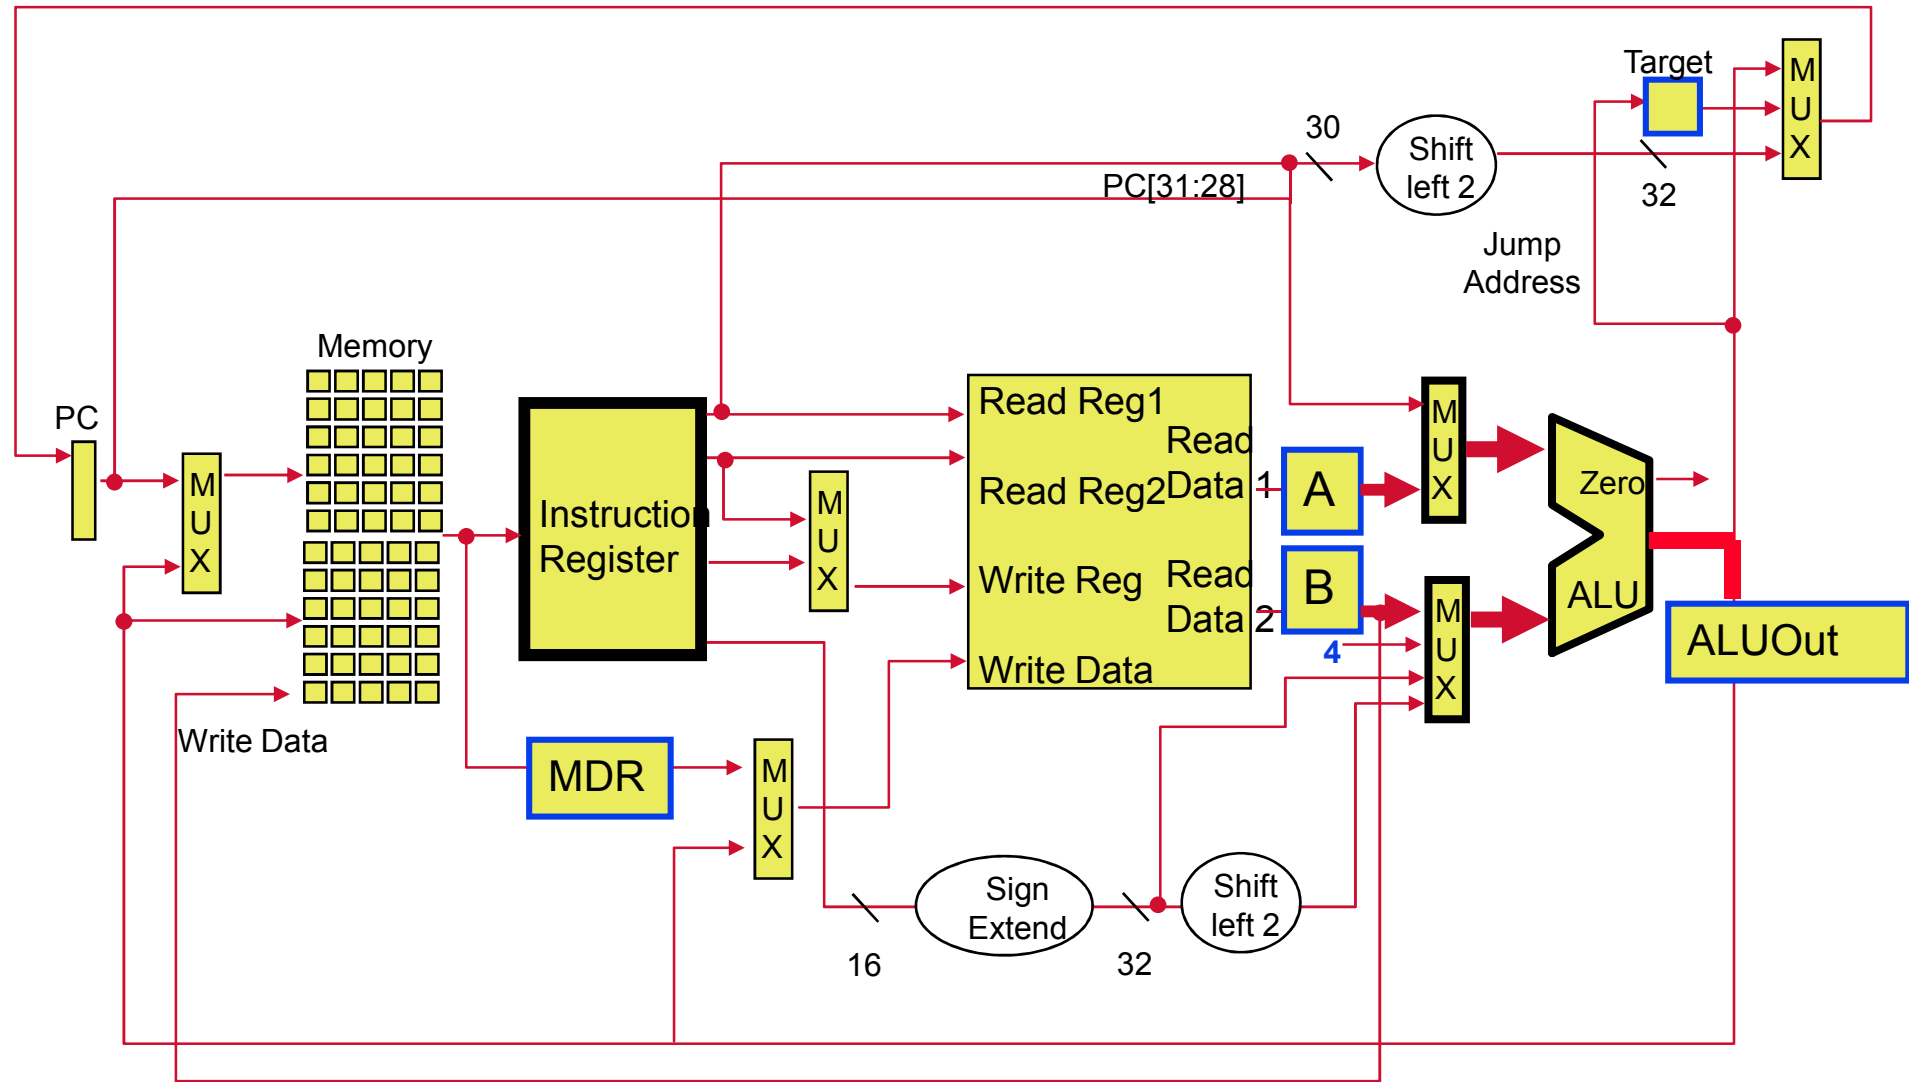 Target
M
U
X
30
Shift
left 2
PC[31:28]
32
Jump
Address
Memory
PC
M
U
X
Instruction
Register
M
U
X
Read Reg1
Read
Data 1
Read Reg2
Write Reg
Read
Data 2
Write Data
A
B
4
M
U
X
M
U
X
Zero
ALU
ALUOut
Write Data
MDR
M
U
X
Sign
Extend
Shift
left 2
16
32